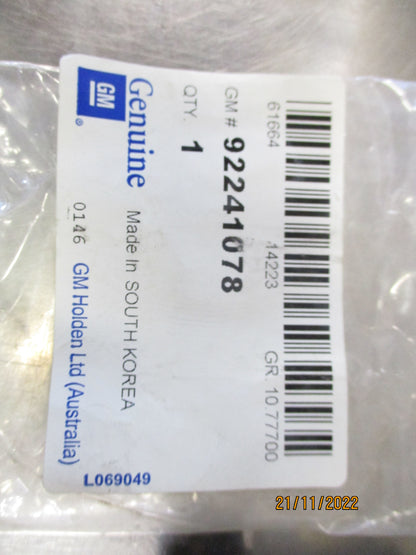 61664 14223 GR. 10.77700
GM # 92241078
QTY. 1
GM ® Genuine Made In SOUTH KOREA
0146 GM Holden Ltd (Australia)
L069049
21/11/2022